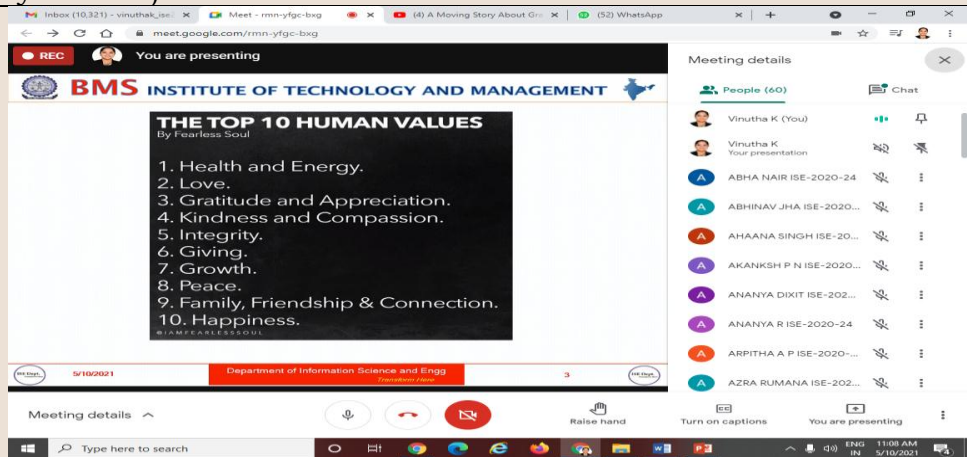 Inbox (10,321) - vinuthak_ise
Meet - rmn-yfgc-bxg
(4) A Moving Story About Gr
(52) WhatsApp
meet.google.com/rmn-yfgc-bxg
REC
You are presenting
Meeting details
BMS INSTITUTE OF TECHNOLOGY AND MANAGEMENT
People (60)
Chat
THE TOP 10 HUMAN VALUES
By Fearless Soul
1. Health and Energy.
2. Love.
3. Gratitude and Appreciation.
4. Kindness and Compassion.
5. Integrity.
6. Giving.
7. Growth.
8. Peace.
9. Family, Friendship & Connection.
10. Happiness.
@IAMFEARLESSSOUL
Vinutha K (You)
Vinutha K
Your presentation
A ABHA NAIR ISE-2020-24
A ABHINAV JHA ISE-2020...
A AHAANA SINGH ISE-20...
A AKANKSH P N ISE-2020...
A ANANYA DIXIT ISE-202...
A ANANYA R ISE-2020-24
A ARPITHA A P ISE-2020-...
A AZRA RUMANA ISE-202...
5/10/2021
Department of Information Science and Engg
Transform Here
3
Meeting details
Raise hand
CC
Turn on captions
You are presenting
Type here to search
ENG
IN
11:08 AM
5/10/2021